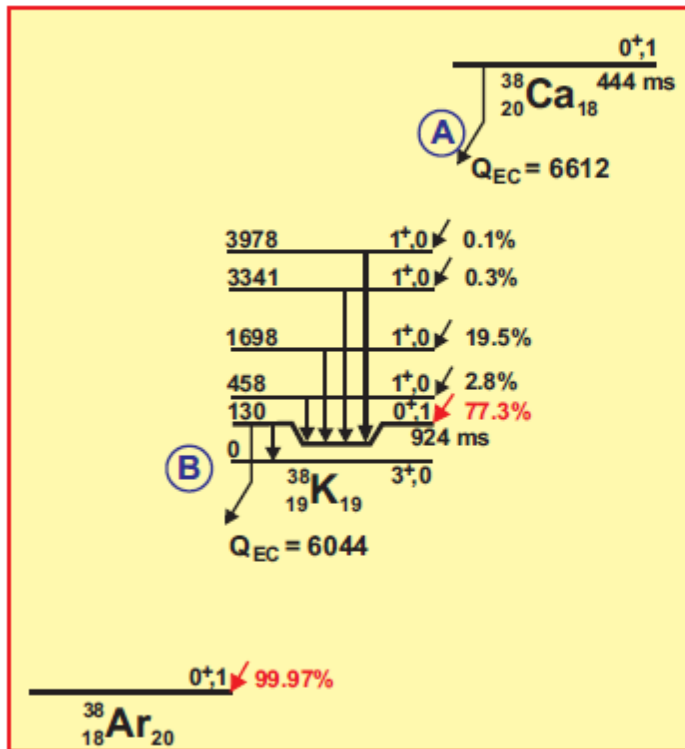 0⁺,1
³⁸₂₀Ca₁₈ 444 ms
A
Q_EC = 6612
3978 1⁺,0 0.1%
3341 1⁺,0 0.3%
1698 1⁺,0 19.5%
458 1⁺,0 2.8%
130 0⁺,1 77.3%
924 ms
0
B ³⁸₁₉K₁₉ 3⁺,0
Q_EC = 6044
0⁺,1 99.97%
³⁸₁₈Ar₂₀